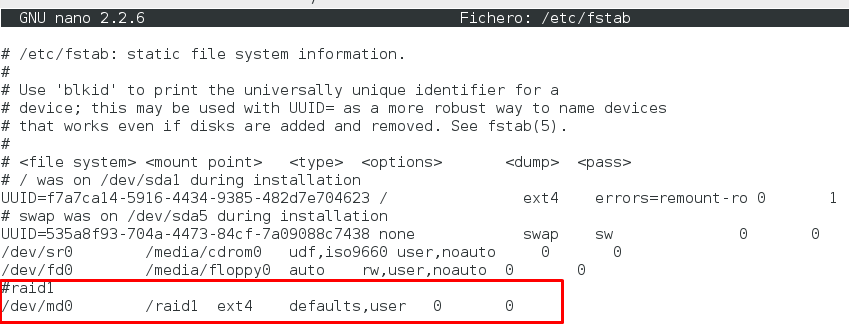 GNU nano 2.2.6 Fichero: /etc/fstab
# /etc/fstab: static file system information.
#
# Use 'blkid' to print the universally unique identifier for a
# device; this may be used with UUID= as a more robust way to name devices
# that works even if disks are added and removed. See fstab(5).
#
# <file system> <mount point> <type> <options> <dump> <pass>
# / was on /dev/sda1 during installation
UUID=f7a7ca14-5916-4434-9385-482d7e704623 / ext4 errors=remount-ro 0 1
# swap was on /dev/sda5 during installation
UUID=535a8f93-704a-4473-84cf-7a09088c7438 none swap sw 0 0
/dev/sr0 /media/cdrom0 udf,iso9660 user,noauto 0 0
/dev/fd0 /media/floppy0 auto rw,user,noauto 0 0
#raid1
/dev/md0 /raid1 ext4 defaults,user 0 0